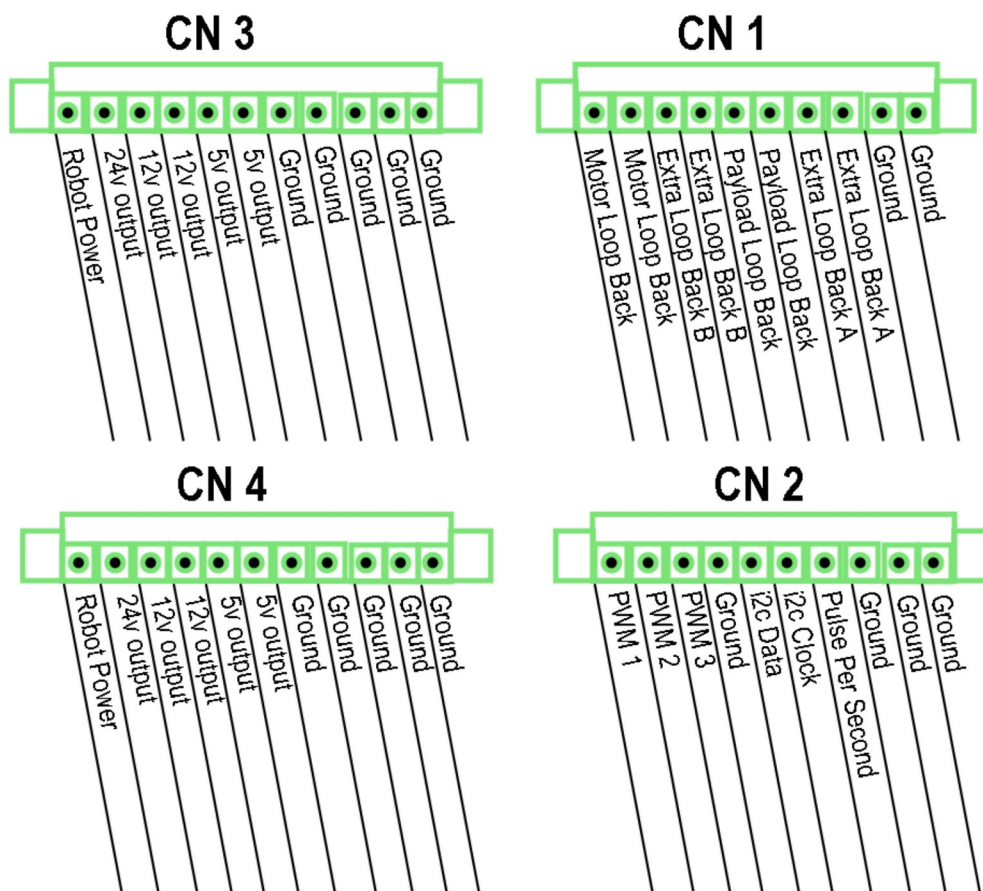 CN 3
Robot Power
24v output
12v output
12v output
5v output
5v output
Ground
Ground
Ground
Ground
Ground
CN 1
Motor Loop Back
Motor Loop Back
Extra Loop Back B
Extra Loop Back B
Payload Loop Back
Payload Loop Back
Extra Loop Back A
Extra Loop Back A
Ground
Ground
CN 4
Robot Power
24v output
12v output
12v output
5v output
5v output
Ground
Ground
Ground
Ground
Ground
CN 2
PWM 1
PWM 2
PWM 3
Ground
i2c Data
i2c Clock
Pulse Per Second
Ground
Ground
Ground